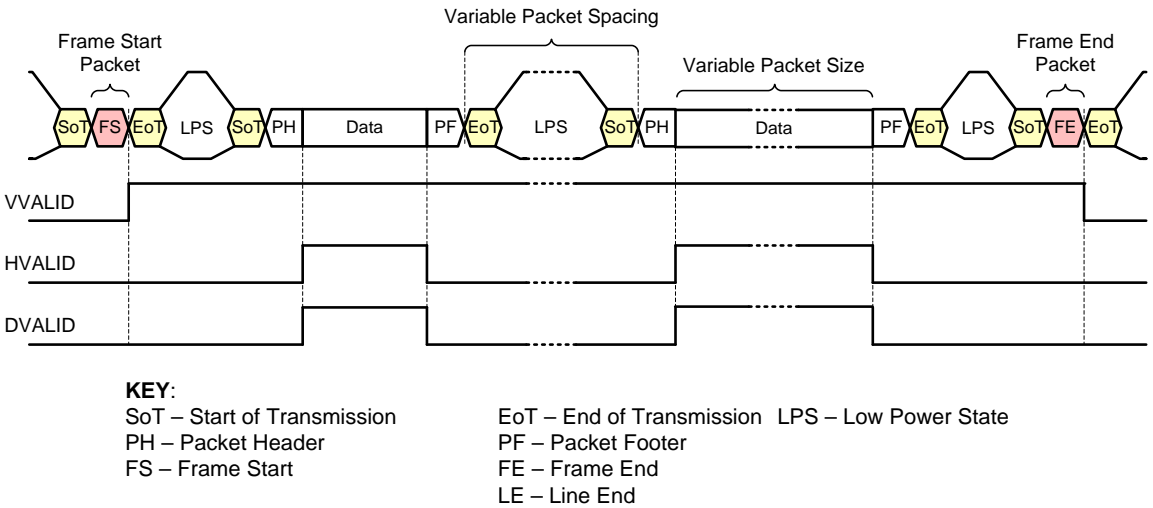 Variable Packet Spacing
Frame Start
Packet
Variable Packet Size
Frame End
Packet
SoT FS EoT LPS SoT PH Data PF EoT LPS SoT PH Data PF EoT LPS SoT FE EoT
VVALID
HVALID
DVALID
KEY:
SoT – Start of Transmission EoT – End of Transmission LPS – Low Power State
PH – Packet Header PF – Packet Footer
FS – Frame Start FE – Frame End
LE – Line End